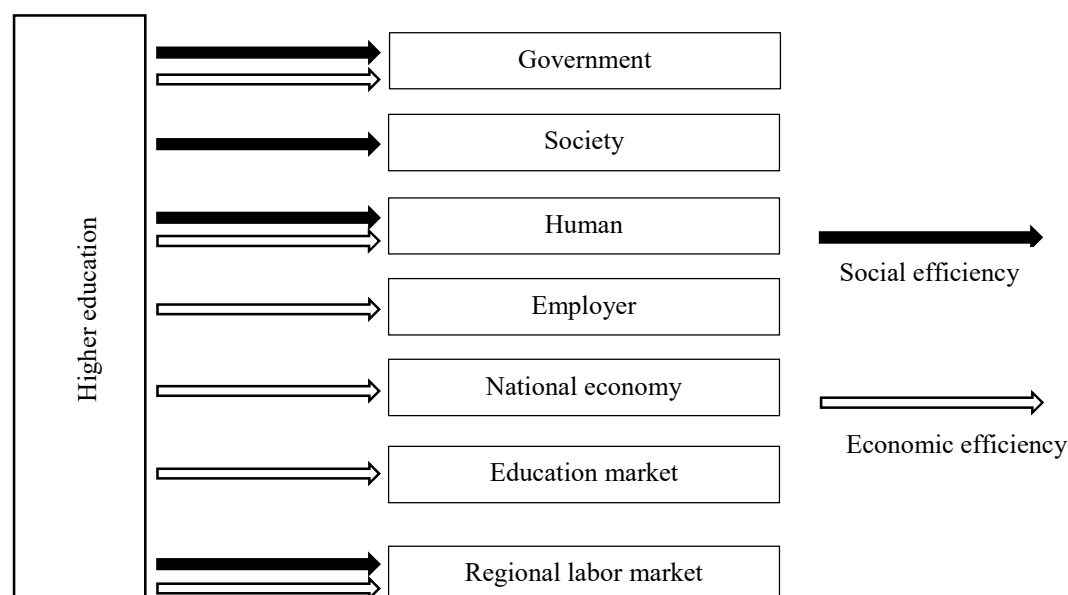 Higher education
Government
Society
Human
Employer
National economy
Education market
Regional labor market
Social efficiency
Economic efficiency